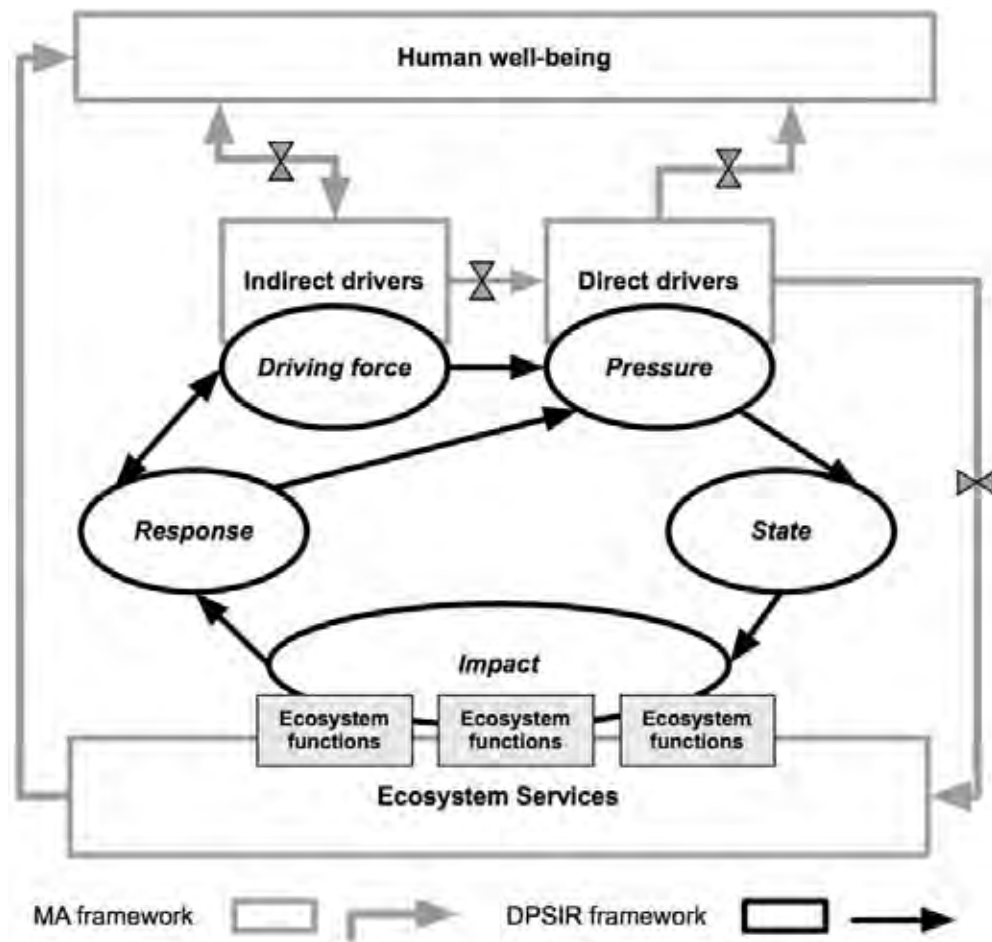 Human well-being
Indirect drivers
Direct drivers
Driving force
Pressure
Response
State
Impact
Ecosystem
functions
Ecosystem
functions
Ecosystem
functions
Ecosystem Services
MA framework
DPSIR framework